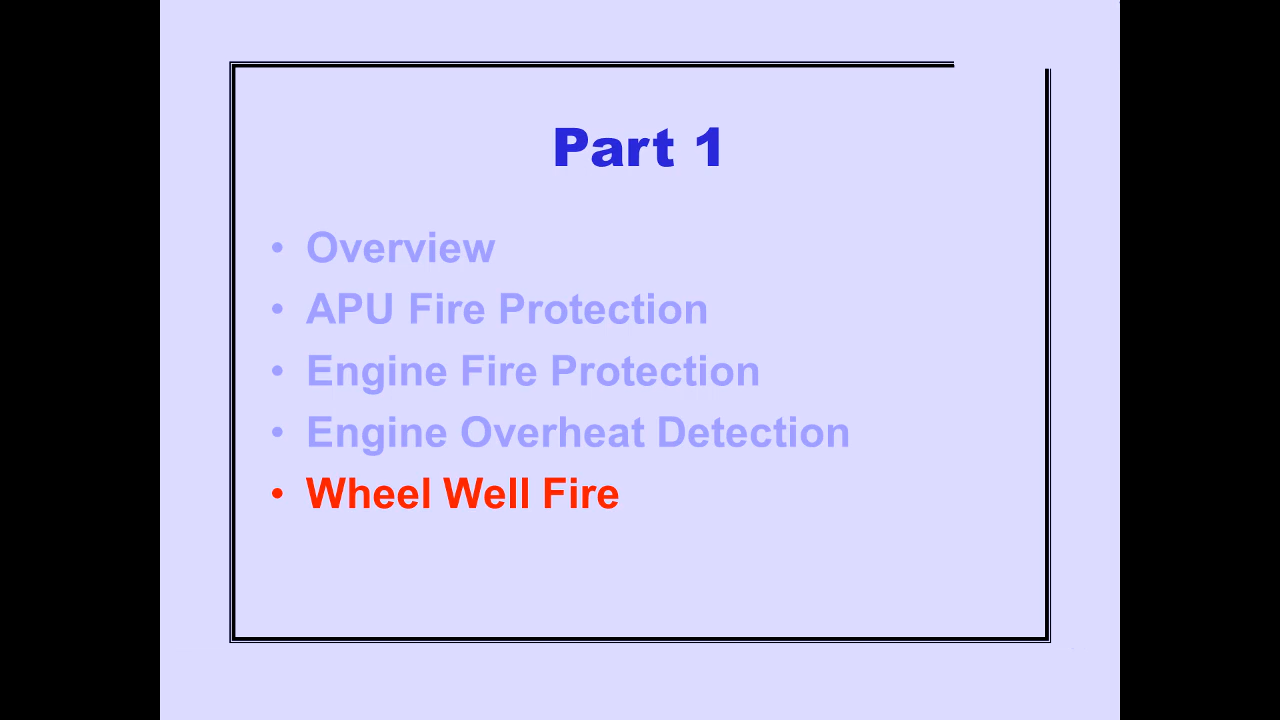 Part 1
• Overview
• APU Fire Protection
• Engine Fire Protection
• Engine Overheat Detection
• Wheel Well Fire